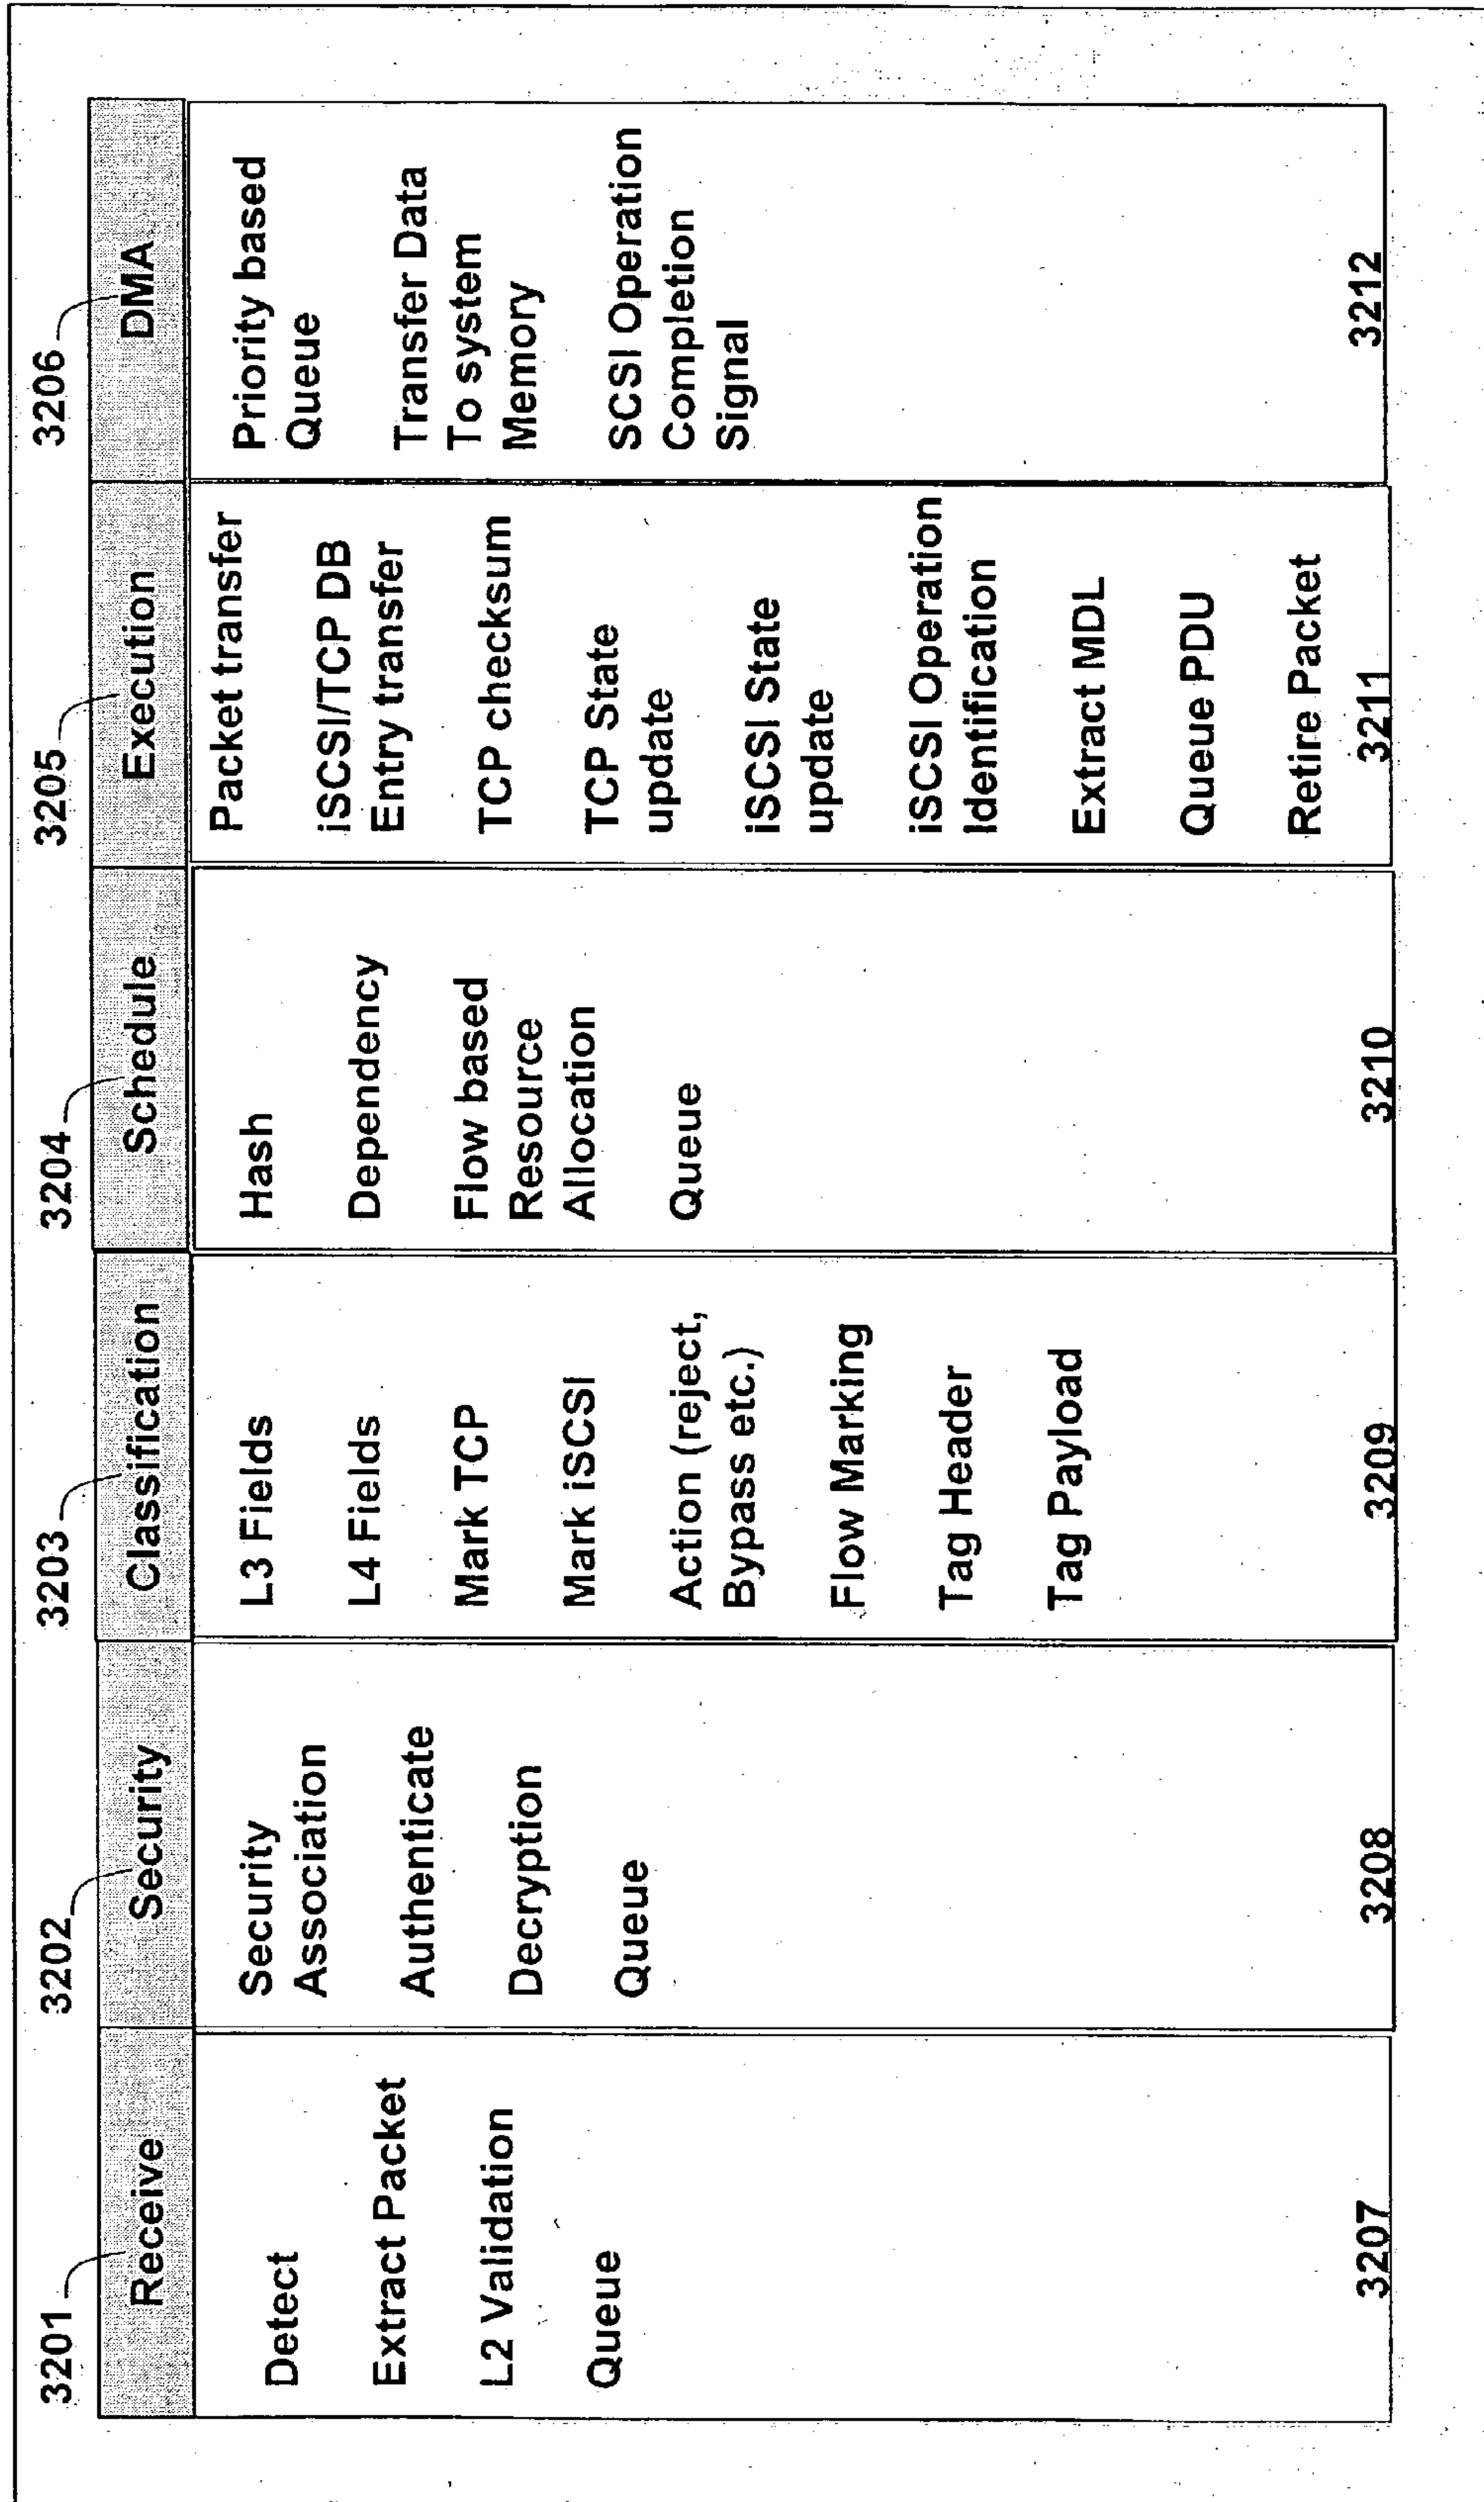 3201
Receive
Detect
Extract Packet
L2 Validation
Queue
3207
3202
Security
Security
Association
Authenticate
Decryption
Queue
3208
3203
Classification
L3 Fields
L4 Fields
Mark TCP
Mark iSCSI
Action (reject,
Bypass etc.)
Flow Marking
Tag Header
Tag Payload
3209
3204
Schedule
Hash
Dependency
Flow based
Resource
Allocation
Queue
3210
3205
Execution
Packet transfer
iSCSI/TCP DB
Entry transfer
TCP checksum
TCP State
update
iSCSI State
update
iSCSI Operation
Identification
Extract MDL
Queue PDU
Retire Packet
3211
3206
DMA
Priority based
Queue
Transfer Data
To system
Memory
SCSI Operation
Completion
Signal
3212